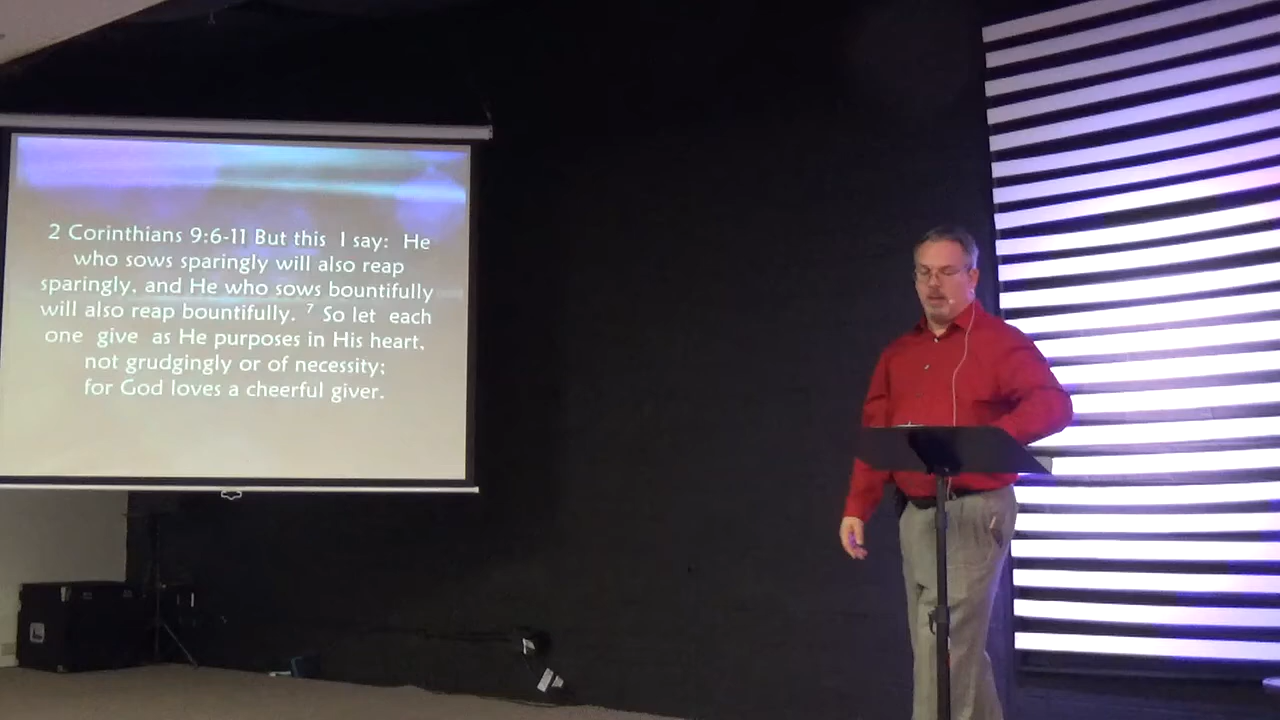 2 Corinthians 9:6-11 But this I say: He
who sows sparingly will also reap
sparingly, and He who sows bountifully
will also reap bountifully. ⁷ So let each
one give as He purposes in His heart,
not grudgingly or of necessity;
for God loves a cheerful giver.